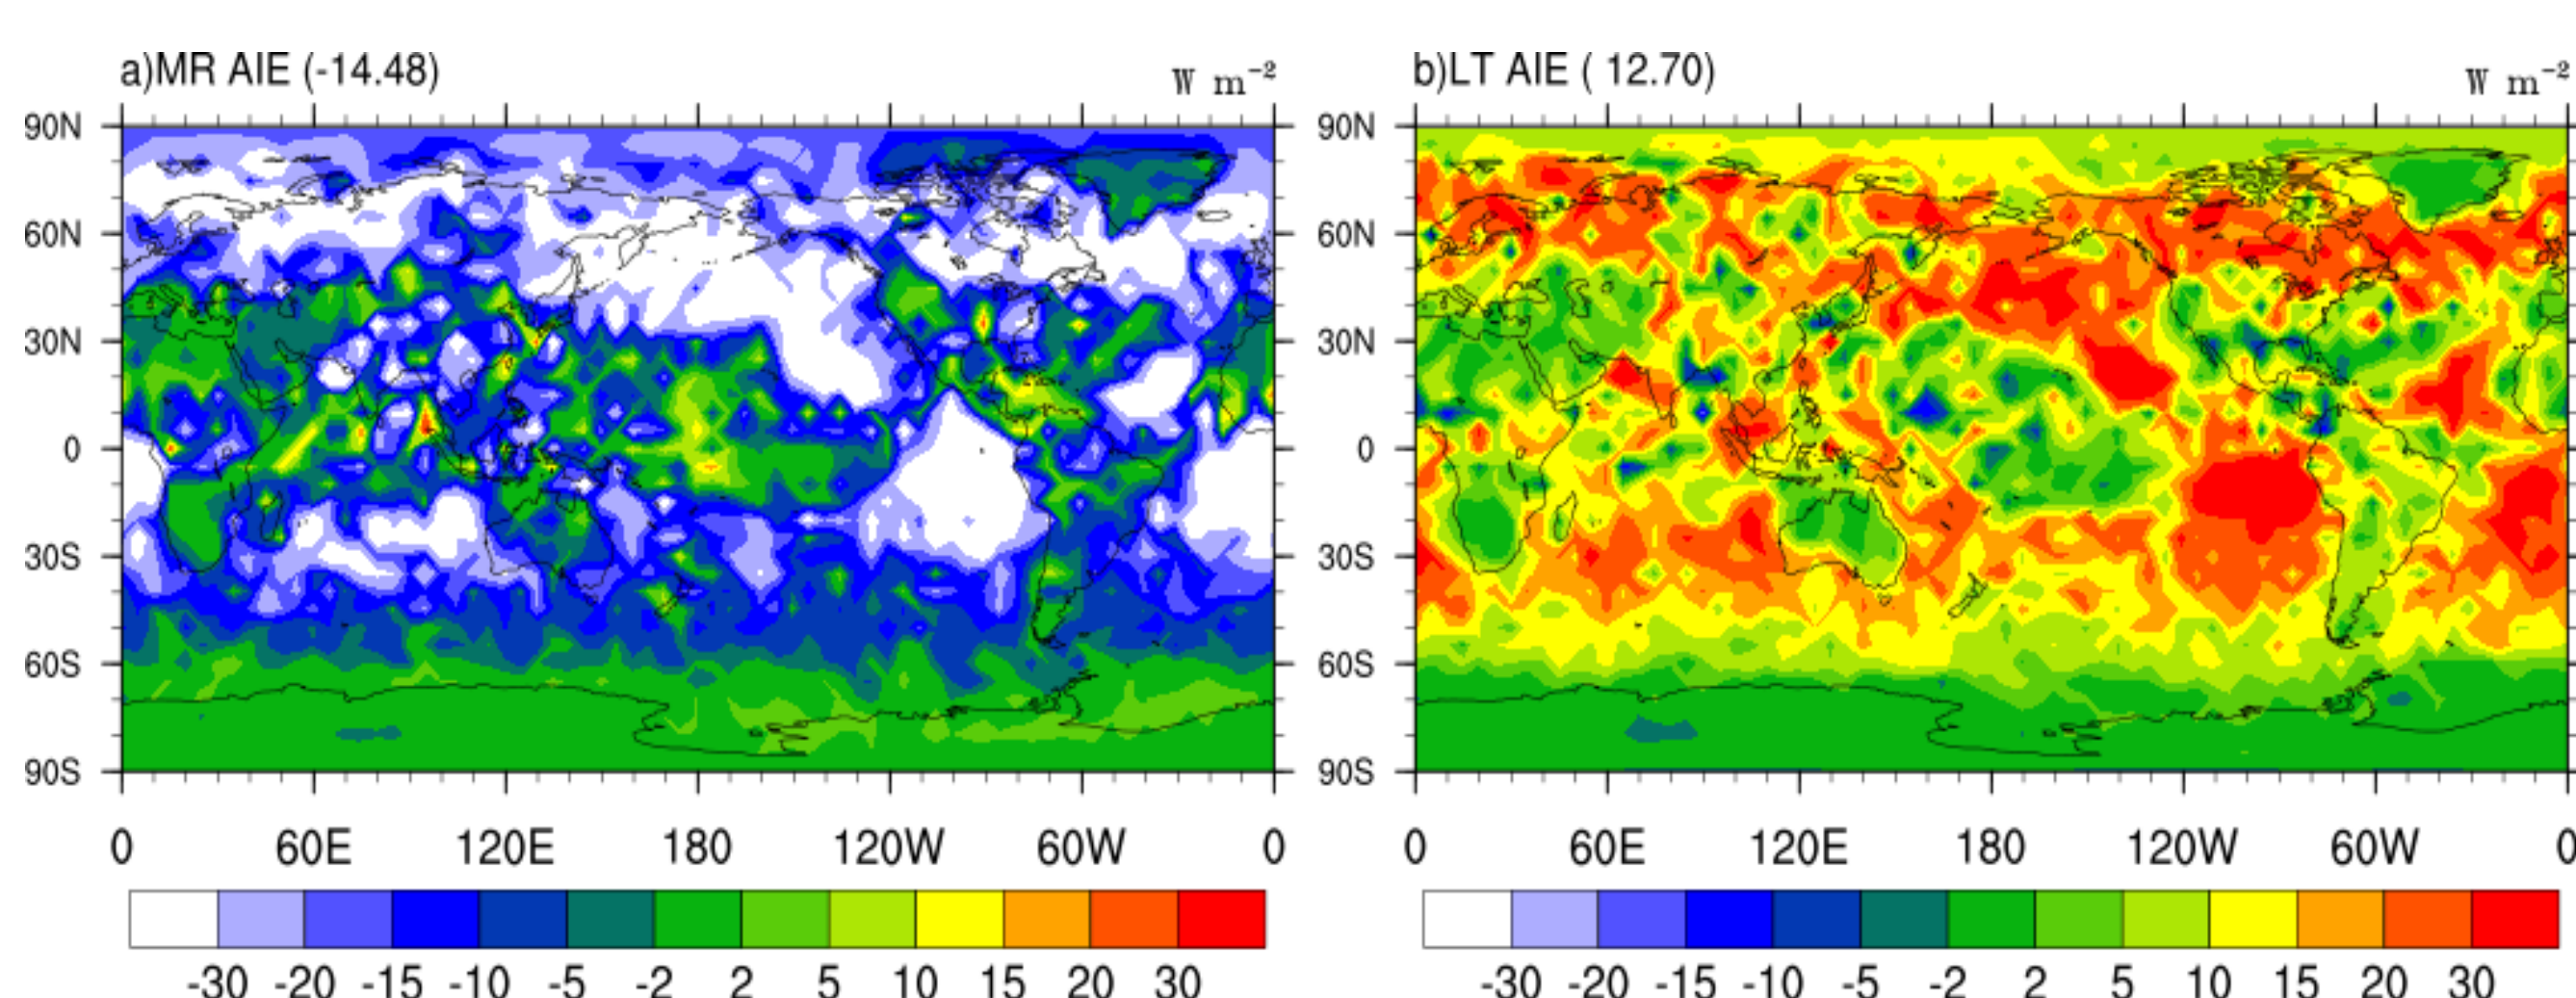 a)MR AIE (-14.48)
W m⁻²
90N
60N
30N
0
30S
60S
90S
0 60E 120E 180 120W 60W 0
-30 -20 -15 -10 -5 -2 2 5 10 15 20 30
b)LT AIE ( 12.70)
W m⁻²
90N
60N
30N
0
30S
60S
90S
0 60E 120E 180 120W 60W 0
-30 -20 -15 -10 -5 -2 2 5 10 15 20 30